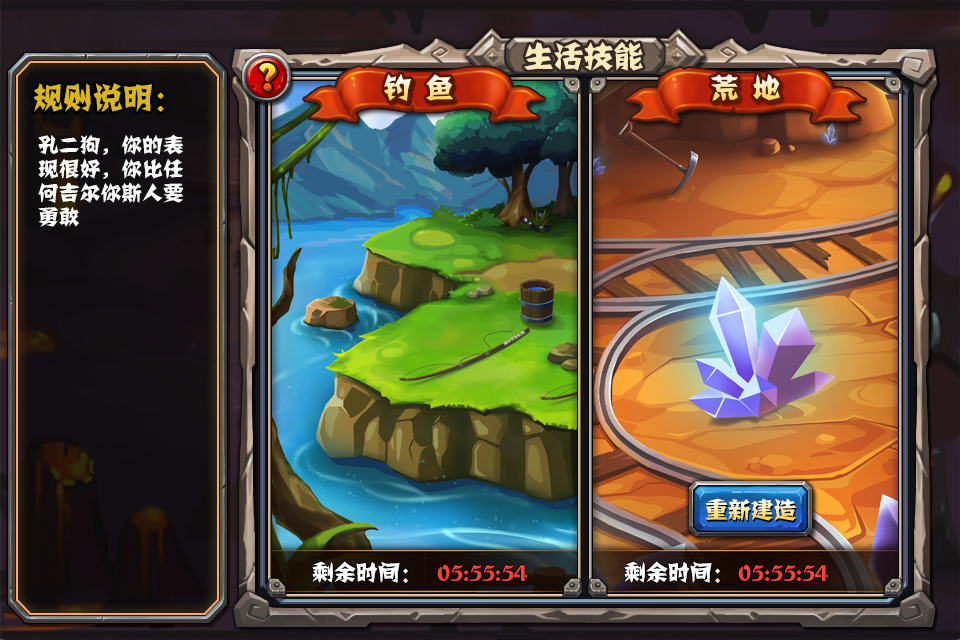 生活技能
?
钓鱼
荒地
规则说明：
孔二狗，你的表
现很好，你比任
何吉尔你斯人要
勇敢
重新建造
剩余时间： 05:55:54
剩余时间： 05:55:54